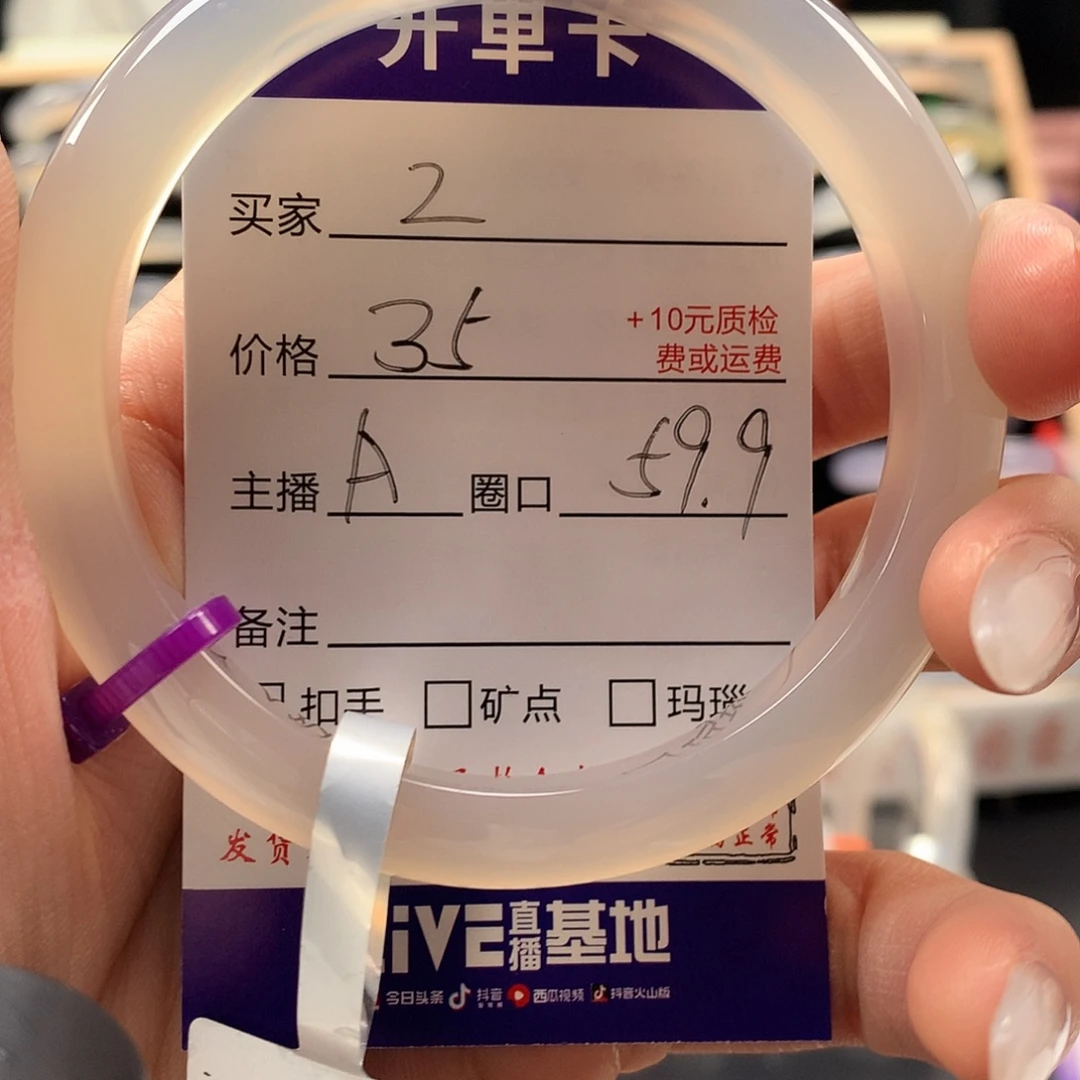 开单卡
买家 2
价格 35 +10元质检
费或运费
主播 A 圈口 59.9
备注
扣手 □矿点 □玛瑙
发货
正常
LiVE直播基地
今日头条 抖音 西瓜视频 抖音火山版